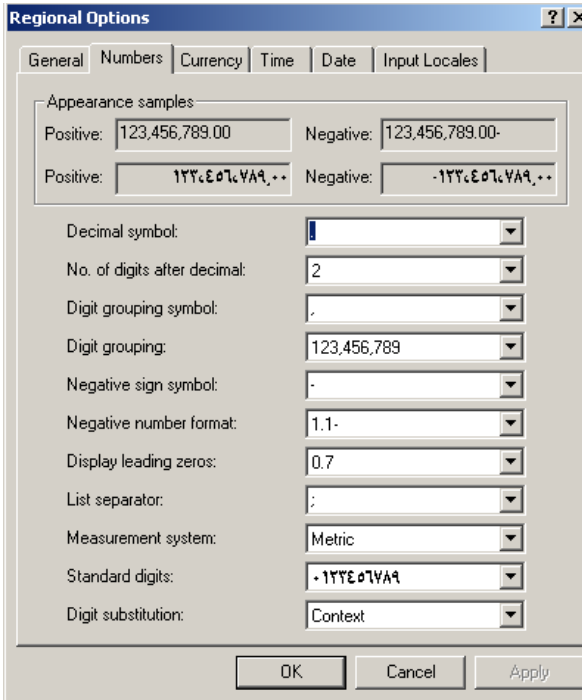 Regional Options
General Numbers Currency Time Date Input Locales
Appearance samples
Positive: 123,456,789.00 Negative: 123,456,789.00-
Positive: ١٢٣،٤٥٦،٧٨٩٫٠٠ Negative: -١٢٣،٤٥٦،٧٨٩٫٠٠
Decimal symbol: .
No. of digits after decimal: 2
Digit grouping symbol: ,
Digit grouping: 123,456,789
Negative sign symbol: -
Negative number format: 1.1-
Display leading zeros: 0.7
List separator: ;
Measurement system: Metric
Standard digits: ٠١٢٣٤٥٦٧٨٩
Digit substitution: Context
OK Cancel Apply